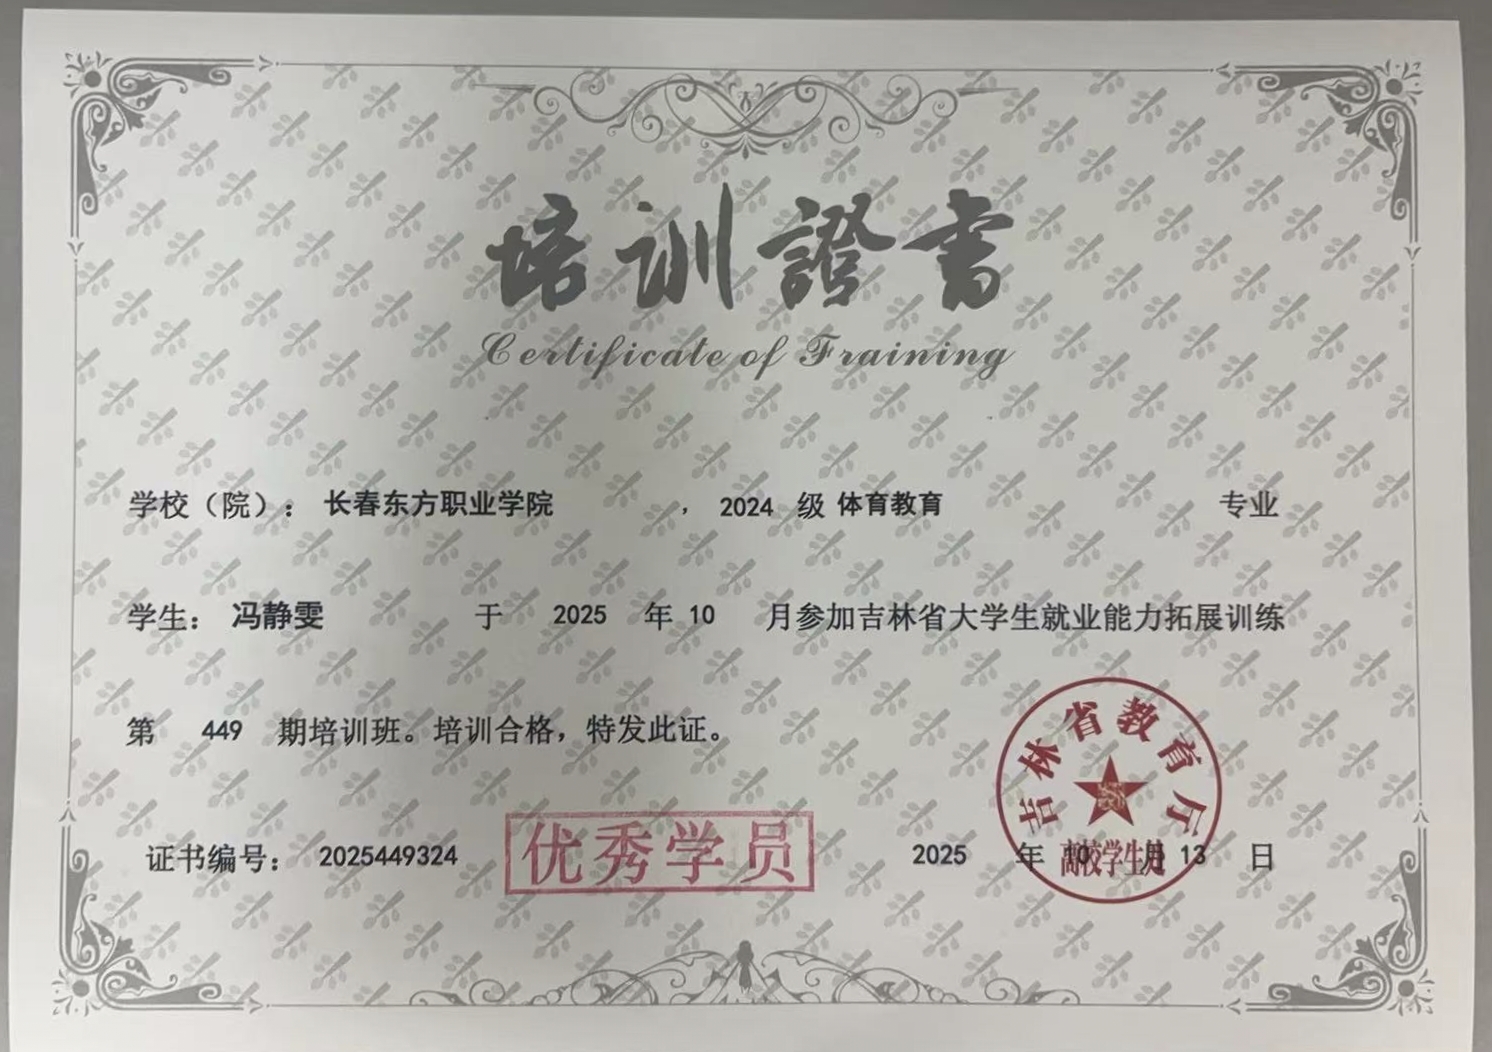 培训證書
Certificate of Training
学校（院）： 长春东方职业学院 ， 2024 级 体育教育 专业
学生： 冯静雯 于 2025 年 10 月参加吉林省大学生就业能力拓展训练
第 449 期培训班。培训合格，特发此证。
吉林省教育厅
高校学生处
证书编号： 2025449324
优秀学员
2025 年 10 月 13 日